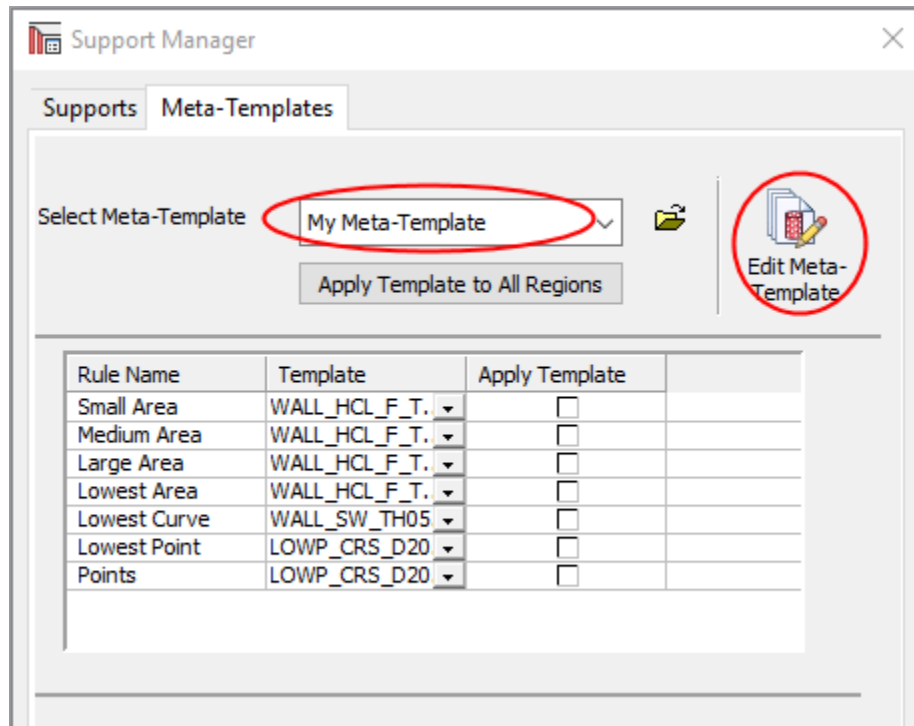 Support Manager
Supports Meta-Templates
Select Meta-Template My Meta-Template
Edit Meta-
Template
Apply Template to All Regions
Rule Name Template Apply Template
Small Area WALL_HCL_F_T..
Medium Area WALL_HCL_F_T..
Large Area WALL_HCL_F_T..
Lowest Area WALL_HCL_F_T..
Lowest Curve WALL_SW_TH05
Lowest Point LOWP_CRS_D20
Points LOWP_CRS_D20